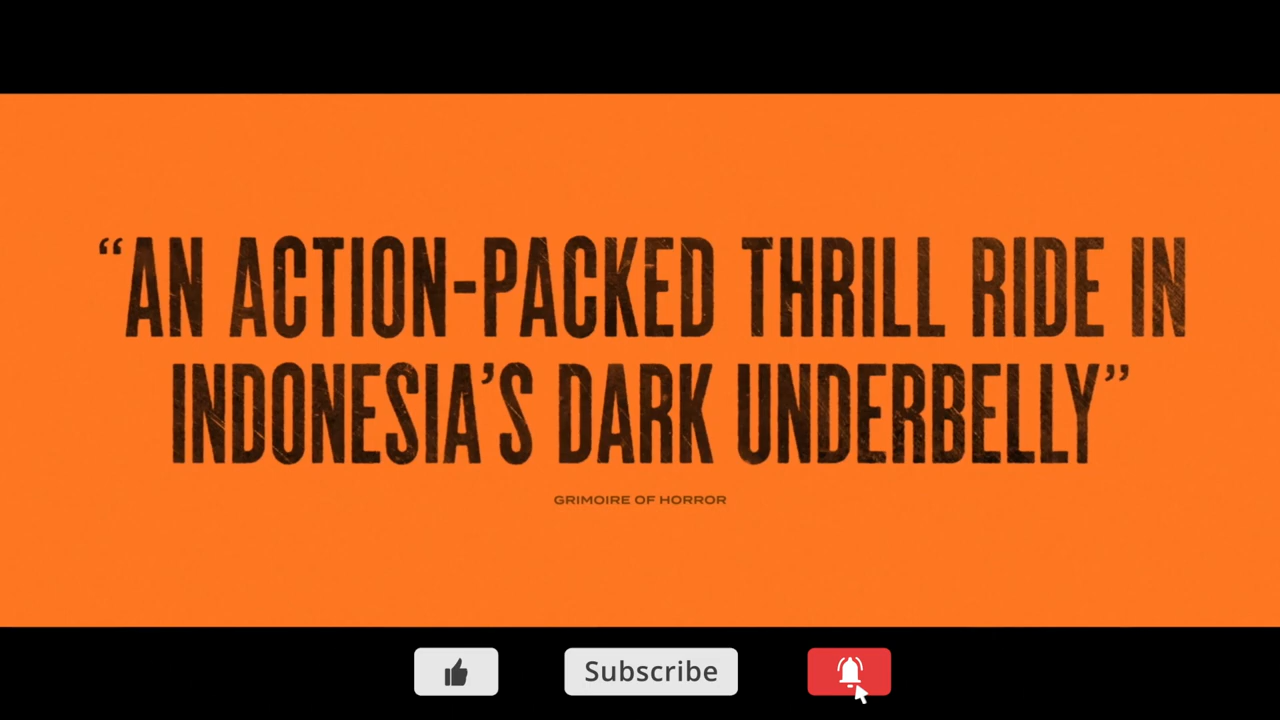 “AN ACTION-PACKED THRILL RIDE IN
INDONESIA’S DARK UNDERBELLY”
GRIMOIRE OF HORROR
Subscribe